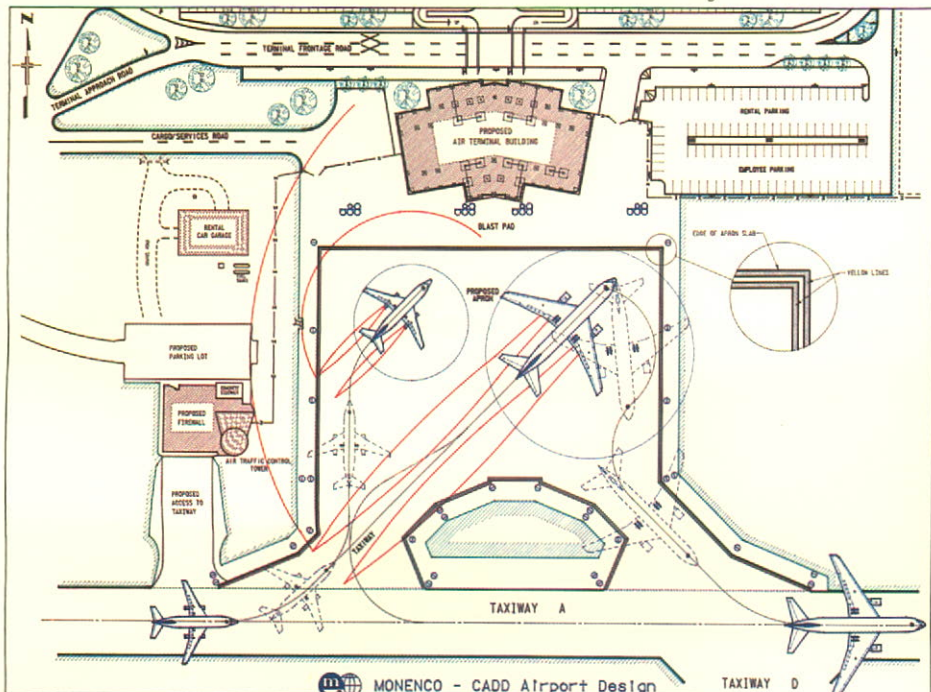 N
TERMINAL FRONTAGE ROAD
TERMINAL APPROACH ROAD
CARGO/SERVICES ROAD
PROPOSED
AIR TERMINAL BUILDING
RENTAL PARKING
EMPLOYEE PARKING
RENTAL
CAR GARAGE
BLAST PAD
EDGE OF APRON SLAB
YELLOW LINES
PROPOSED
APRON
PROPOSED
PARKING LOT
PROPOSED
FIREWALL
AIR TRAFFIC CONTROL
TOWER
PROPOSED
ACCESS TO
TAXIWAY
TAXIWAY
TAXIWAY A
m MONENCO - CADD Airport Design
TAXIWAY D